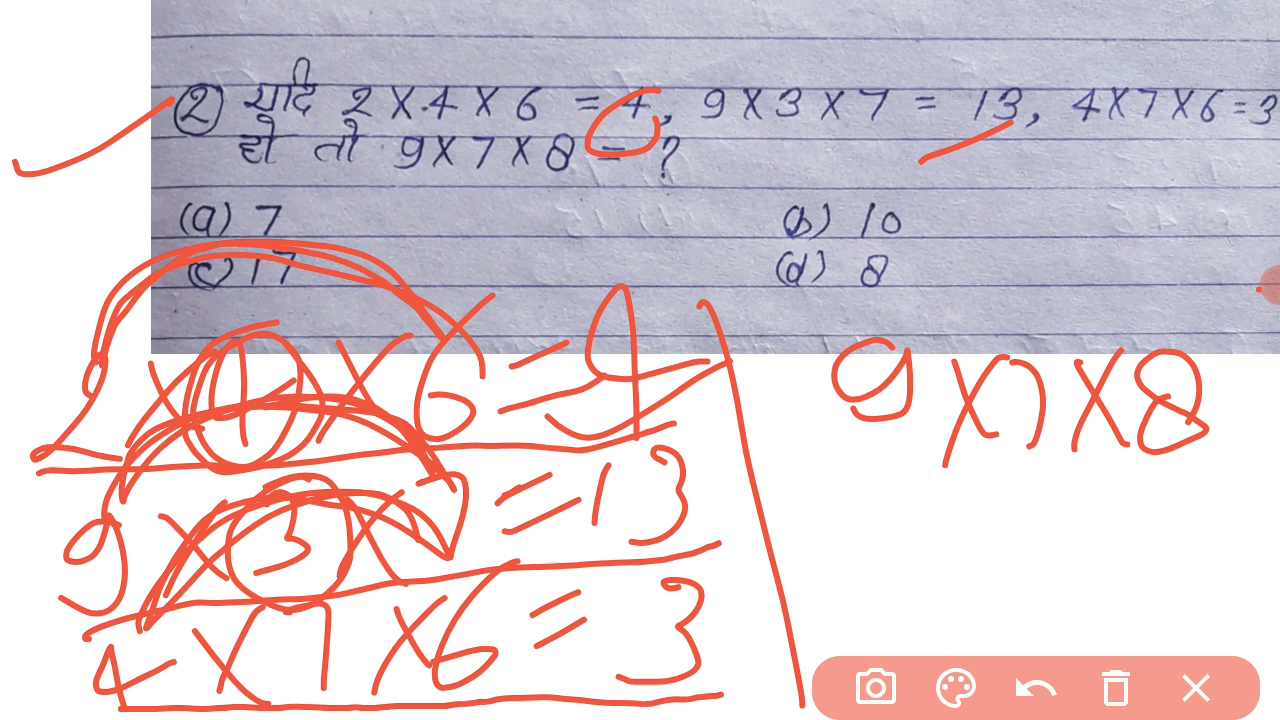 ② यदि 2 X 4 X 6 = 4, 9 X 3 X 7 = 13, 4 X 7 X 6 = 3
हो तो 9 X 7 X 8 = ?
(a) 7 (b) 10
(c) 17 (d) 8
2 X 4 X 6 = 4
9 X 3 X 7 = 13
4 X 7 X 6 = 3
9 X 7 X 8